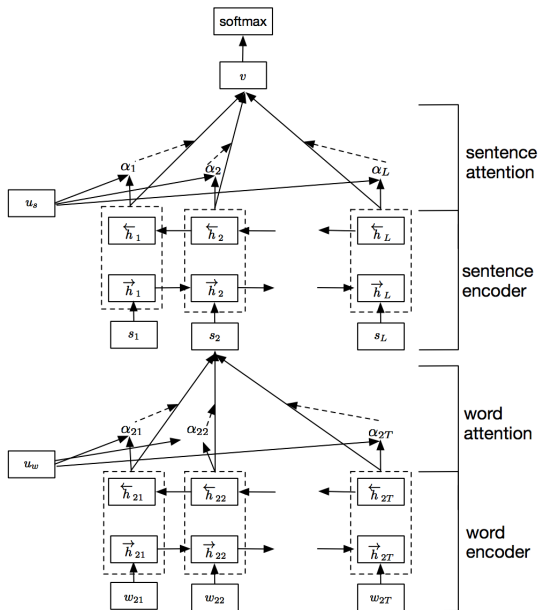 softmax
v
α1 α2 αL
sentence
attention
us
←h1 ←h2 ←hL
sentence
encoder
→h1 →h2 →hL
s1 s2 sL
word
attention
α21 α22 α2T
uw
←h21 ←h22 ←h2T
word
encoder
→h21 →h22 →h2T
w21 w22 w2T